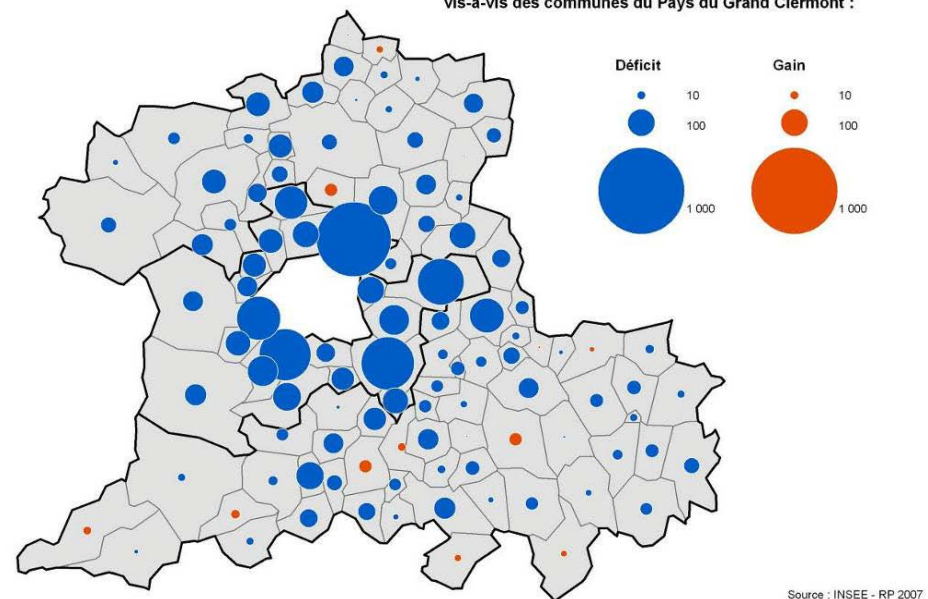 vis-à-vis des communes du Pays du Grand Clermont :
Déficit
Gain
10
10
100
100
1 000
1 000
Source : INSEE - RP 2007